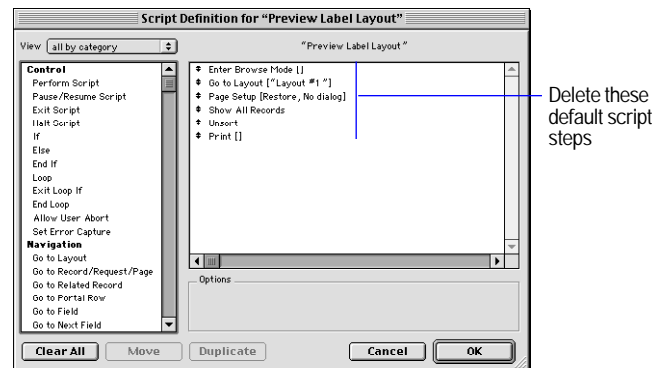 Script Definition for “Preview Label Layout”
View all by category
“Preview Label Layout”
Control
Perform Script
Pause/Resume Script
Exit Script
Halt Script
If
Else
End If
Loop
Exit Loop If
End Loop
Allow User Abort
Set Error Capture
Navigation
Go to Layout
Go to Record/Request/Page
Go to Related Record
Go to Portal Row
Go to Field
Go to Next Field
Enter Browse Mode []
Go to Layout [“Layout #1”]
Page Setup [Restore, No dialog]
Show All Records
Unsort
Print []
Options
Clear All
Move
Duplicate
Cancel
OK
Delete these
default script
steps